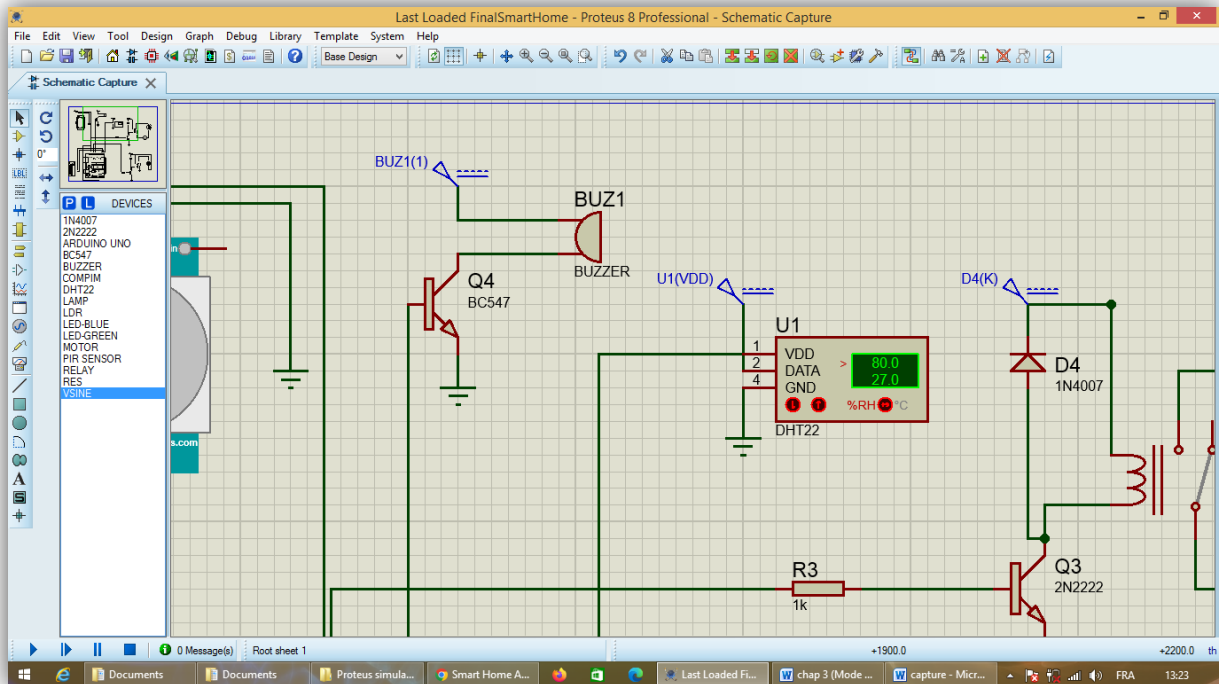 Last Loaded FinalSmartHome - Proteus 8 Professional - Schematic Capture
File Edit View Tool Design Graph Debug Library Template System Help
Base Design
Schematic Capture
0°
LBL
P L DEVICES
1N4007
2N2222
ARDUINO UNO
BC547
BUZZER
COMPIM
DHT22
LAMP
LDR
LED-BLUE
LED-GREEN
MOTOR
PIR SENSOR
RELAY
RES
VSINE
A
S
BUZ1(1)
BUZ1
BUZZER
Q4
BC547
s.com
U1(VDD)
U1
1 VDD
2 DATA
4 GND
> 80.0
27.0
%RH °C
DHT22
D4(K)
D4
1N4007
R3
1k
Q3
2N2222
0 Message(s) Root sheet 1 +1900.0 +2200.0 th
Documents Documents Proteus simula... Smart Home A... Last Loaded Fi... chap 3 (Mode ... capture - Micr... FRA 13:23